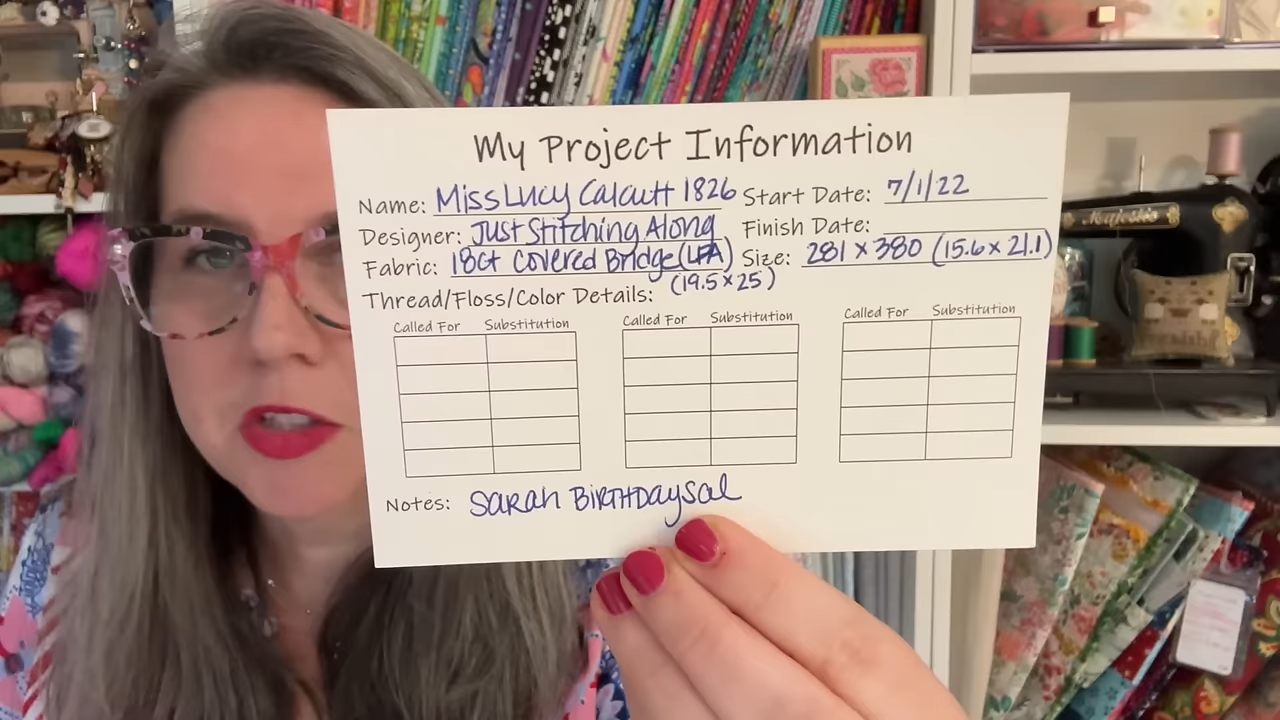 My Project Information
Name: Miss Lucy Calcutt 1826 Start Date: 7/1/22
Designer: Just Stitching Along Finish Date:
Fabric: 18ct Covered Bridge (LFA) Size: 281 x 380 (15.6 x 21.1)
(19.5 x 25)
Thread/Floss/Color Details:
Called For Substitution Called For Substitution Called For Substitution
Notes: Sarah Birthday sal
Majestic